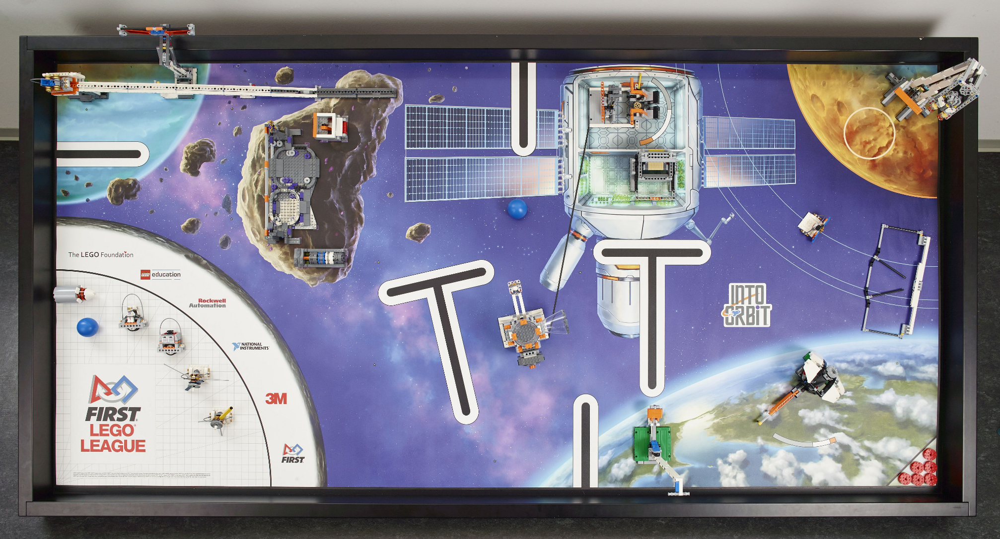 The LEGO Foundation
LEGO education
Rockwell
Automation
NATIONAL
INSTRUMENTS
3M
FIRST
LEGO
LEAGUE
FIRST
INTO
ORBIT